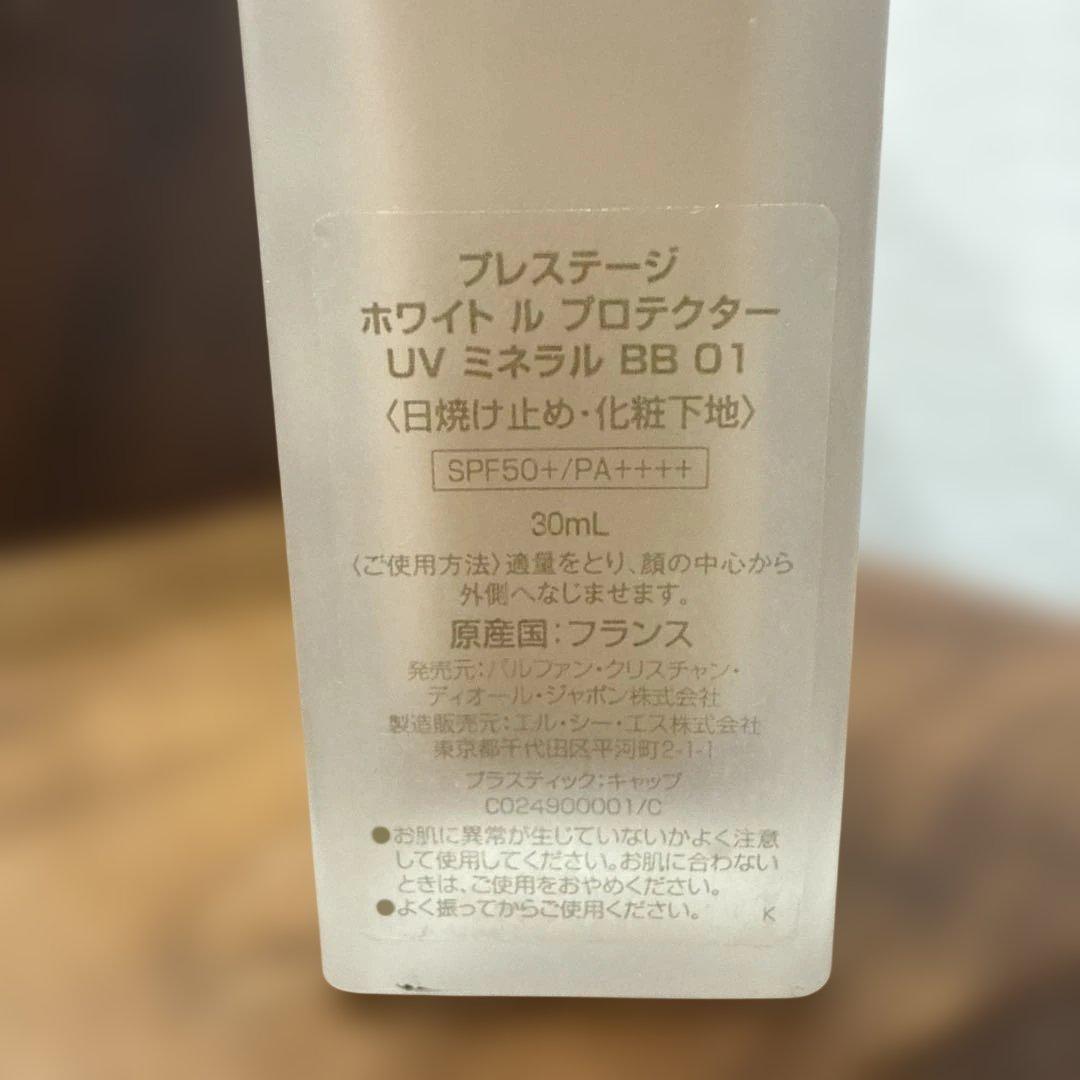 プレステージ
ホワイト ル プロテクター
UV ミネラル BB 01
〈日焼け止め・化粧下地〉
SPF50+/PA++++
30mL
〈ご使用方法〉適量をとり、顔の中心から
外側へなじませます。
原産国：フランス
発売元：パルファン・クリスチャン・
ディオール・ジャポン株式会社
製造販売元：エル・シー・エス株式会社
東京都千代田区平河町2-1-1
プラスティック：キャップ
C024900001/C
●お肌に異常が生じていないかよく注意
して使用してください。お肌に合わない
ときは、ご使用をおやめください。
●よく振ってからご使用ください。 K